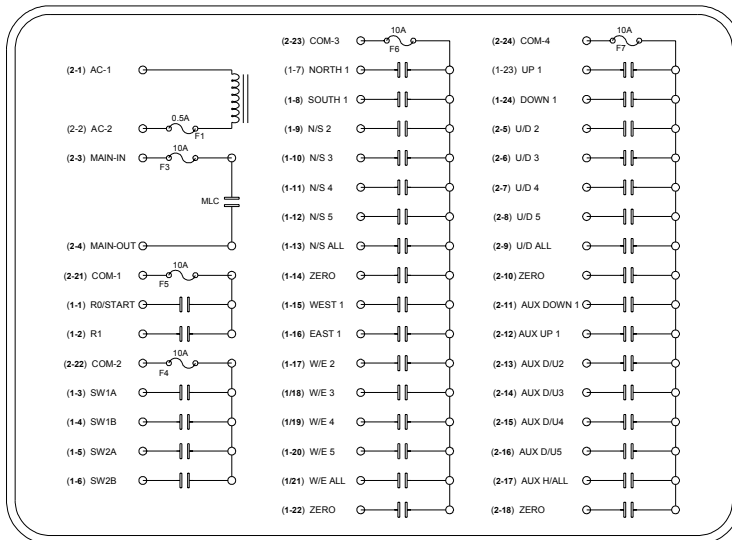 (2-1) AC-1
0.5A
(2-2) AC-2
F1
10A
(2-3) MAIN-IN
F3
MLC
(2-4) MAIN-OUT
10A
(2-21) COM-1
F5
(1-1) R0/START
(1-2) R1
10A
(2-22) COM-2
F4
(1-3) SW1A
(1-4) SW1B
(1-5) SW2A
(1-6) SW2B
10A
(2-23) COM-3
F6
(1-7) NORTH 1
(1-8) SOUTH 1
(1-9) N/S 2
(1-10) N/S 3
(1-11) N/S 4
(1-12) N/S 5
(1-13) N/S ALL
(1-14) ZERO
(1-15) WEST 1
(1-16) EAST 1
(1-17) W/E 2
(1/18) W/E 3
(1/19) W/E 4
(1-20) W/E 5
(1/21) W/E ALL
(1-22) ZERO
10A
(2-24) COM-4
F7
(1-23) UP 1
(1-24) DOWN 1
(2-5) U/D 2
(2-6) U/D 3
(2-7) U/D 4
(2-8) U/D 5
(2-9) U/D ALL
(2-10) ZERO
(2-11) AUX DOWN 1
(2-12) AUX UP 1
(2-13) AUX D/U2
(2-14) AUX D/U3
(2-15) AUX D/U4
(2-16) AUX D/U5
(2-17) AUX H/ALL
(2-18) ZERO